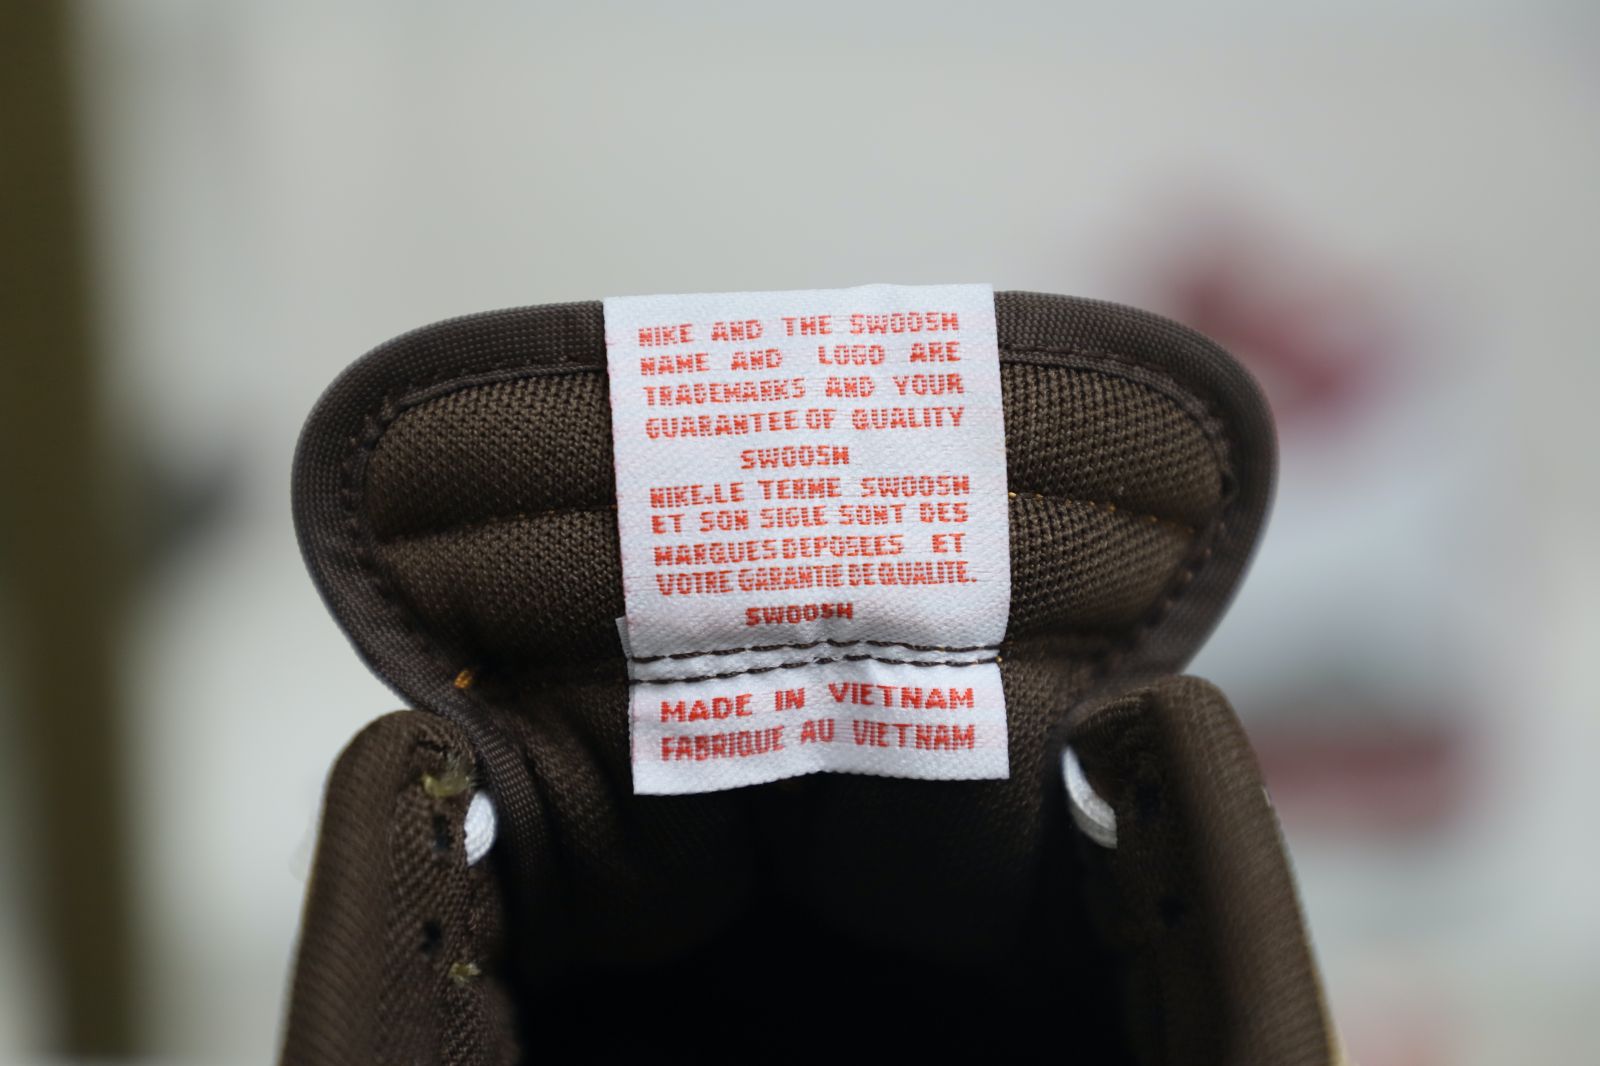 NIKE AND THE SWOOSH
NAME AND LOGO ARE
TRADEMARKS AND YOUR
GUARANTEE OF QUALITY
SWOOSH
NIKE.LE TERME SWOOSH
ET SON SIGLE SONT DES
MARQUES DEPOSEES ET
VOTRE GARANTIE DE QUALITE.
SWOOSH
MADE IN VIETNAM
FABRIQUE AU VIETNAM